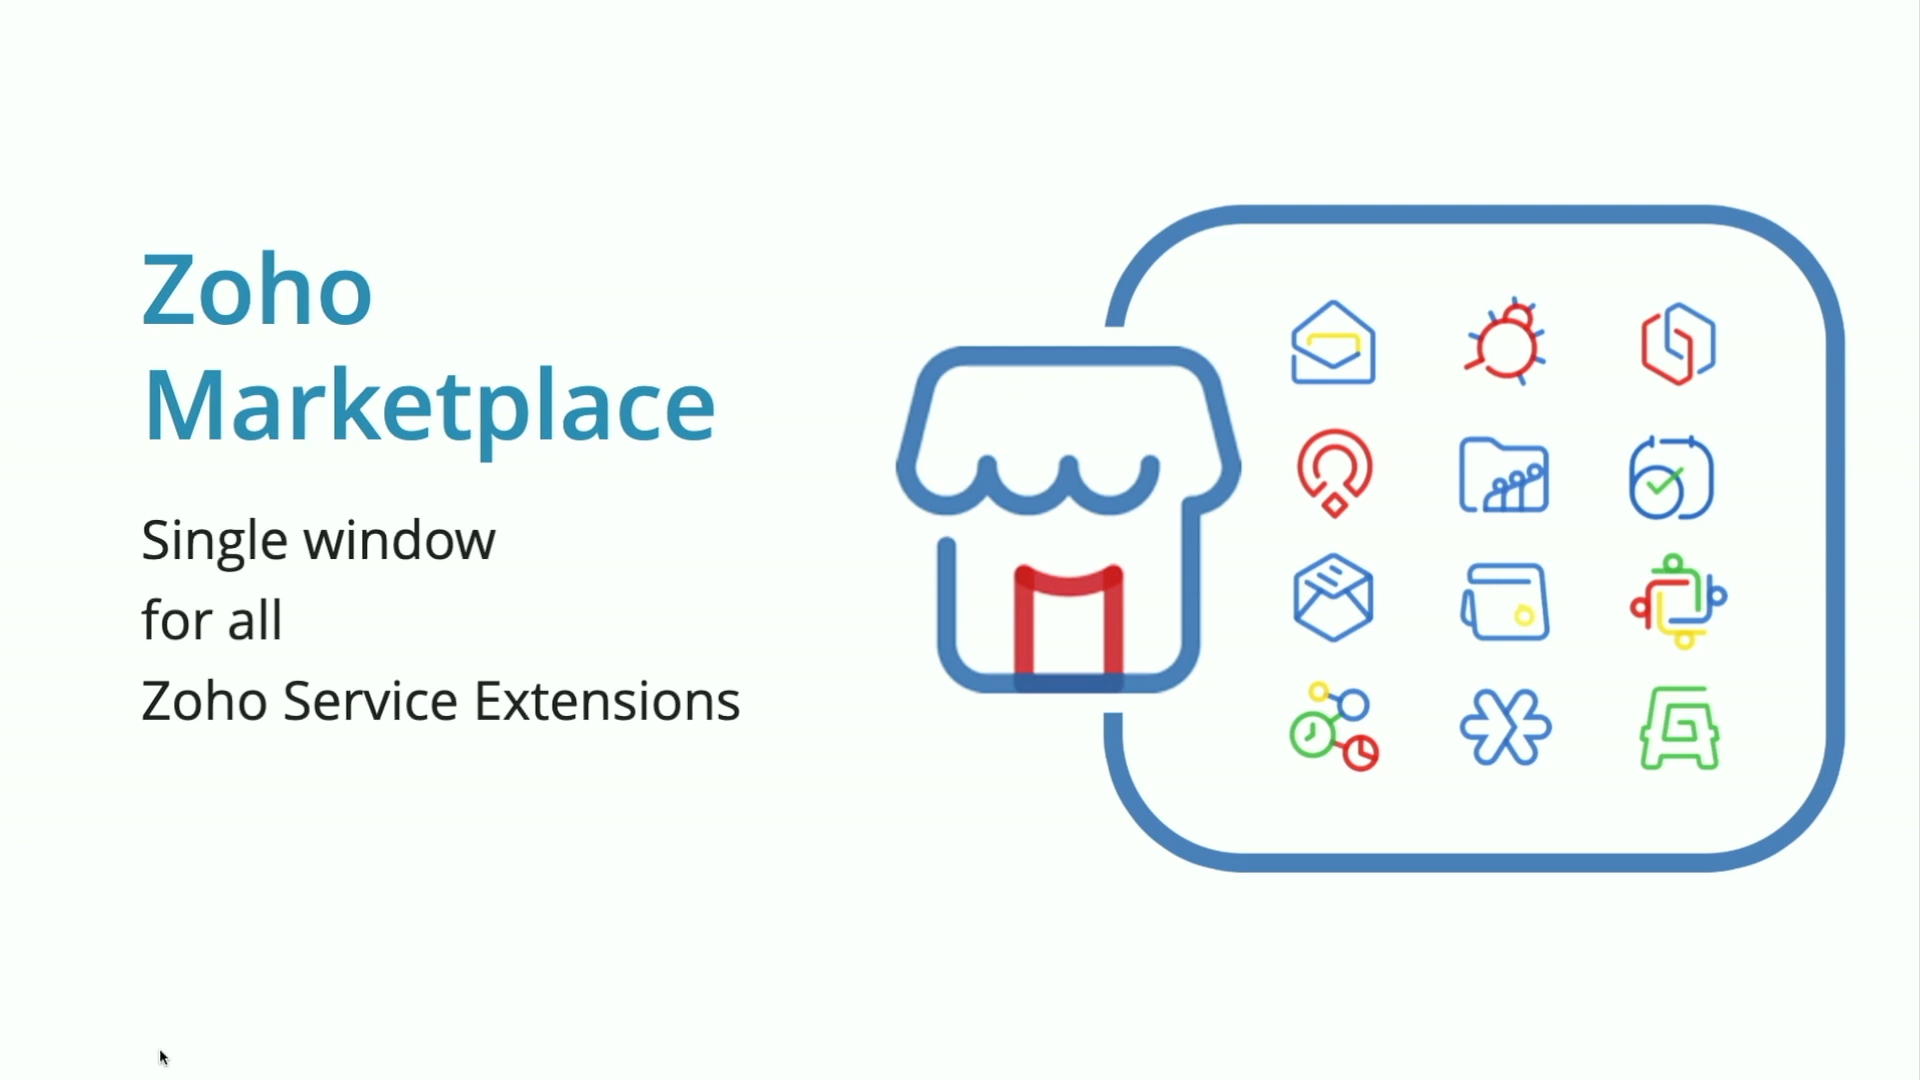 Zoho
Marketplace
Single window
for all
Zoho Service Extensions